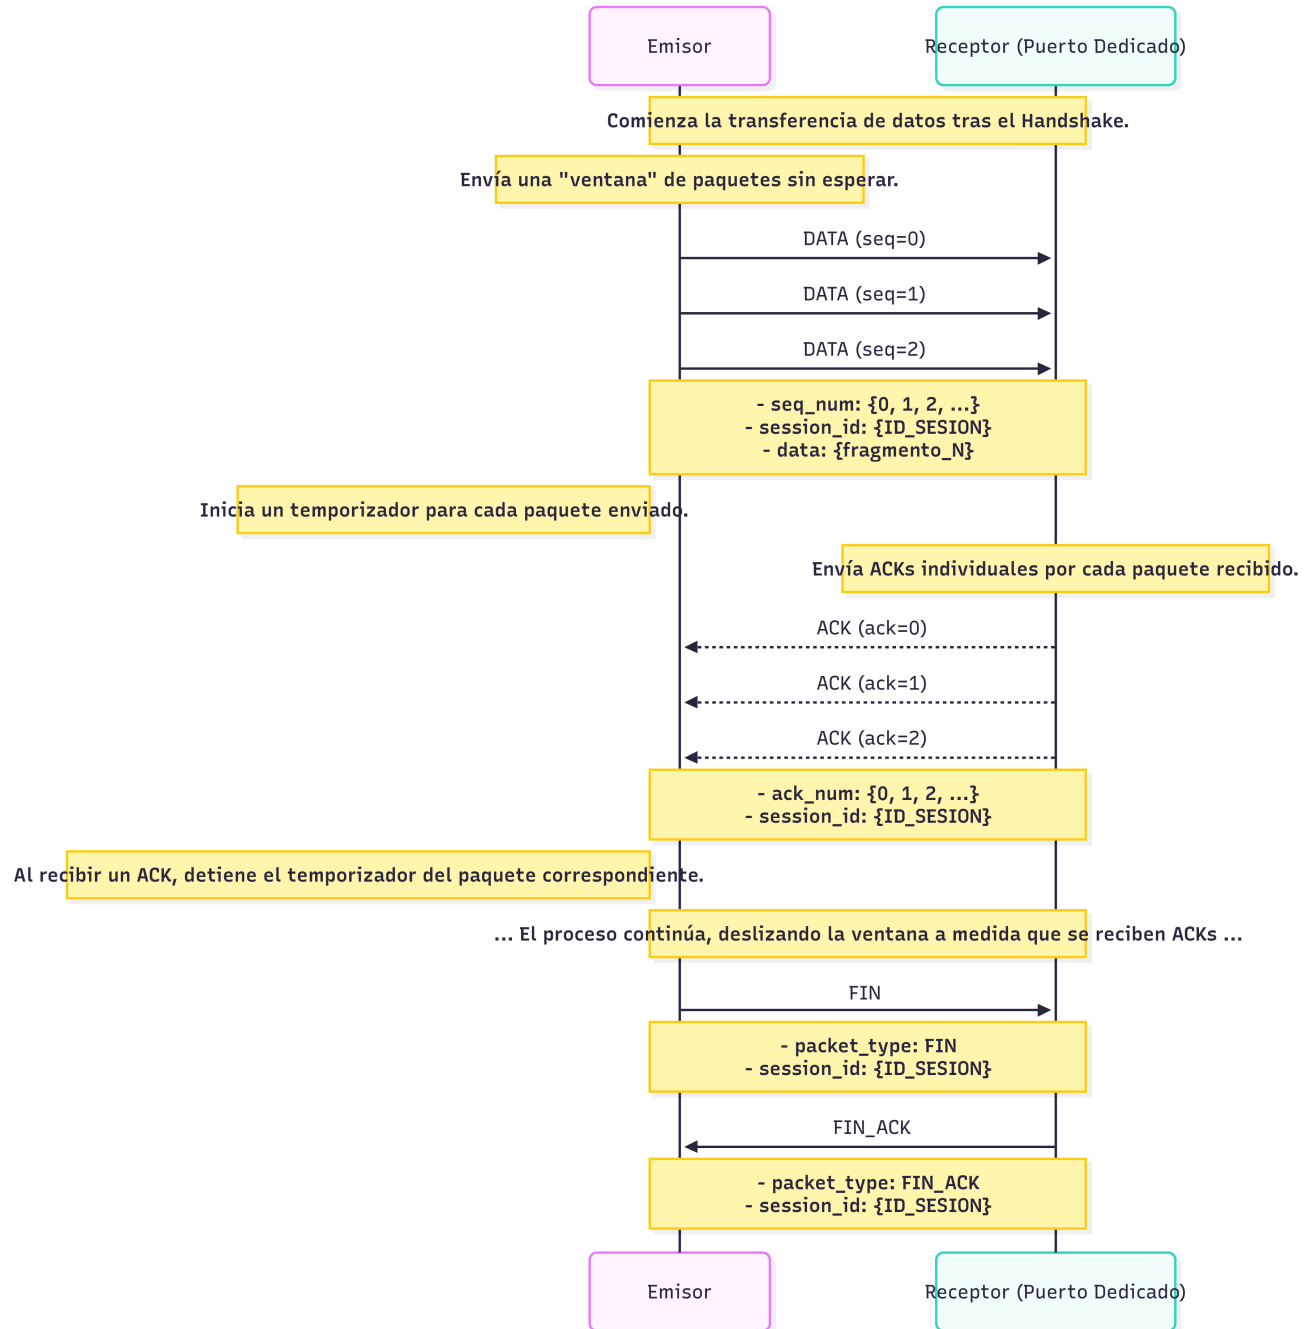 Emisor
Receptor (Puerto Dedicado)
Comienza la transferencia de datos tras el Handshake.
Envía una "ventana" de paquetes sin esperar.
DATA (seq=0)
DATA (seq=1)
DATA (seq=2)
- seq_num: {0, 1, 2, ...}
- session_id: {ID_SESION}
- data: {fragmento_N}
Inicia un temporizador para cada paquete enviado.
Envía ACKs individuales por cada paquete recibido.
ACK (ack=0)
ACK (ack=1)
ACK (ack=2)
- ack_num: {0, 1, 2, ...}
- session_id: {ID_SESION}
Al recibir un ACK, detiene el temporizador del paquete correspondiente.
... El proceso continúa, deslizando la ventana a medida que se reciben ACKs ...
FIN
- packet_type: FIN
- session_id: {ID_SESION}
FIN_ACK
- packet_type: FIN_ACK
- session_id: {ID_SESION}
Emisor
Receptor (Puerto Dedicado)